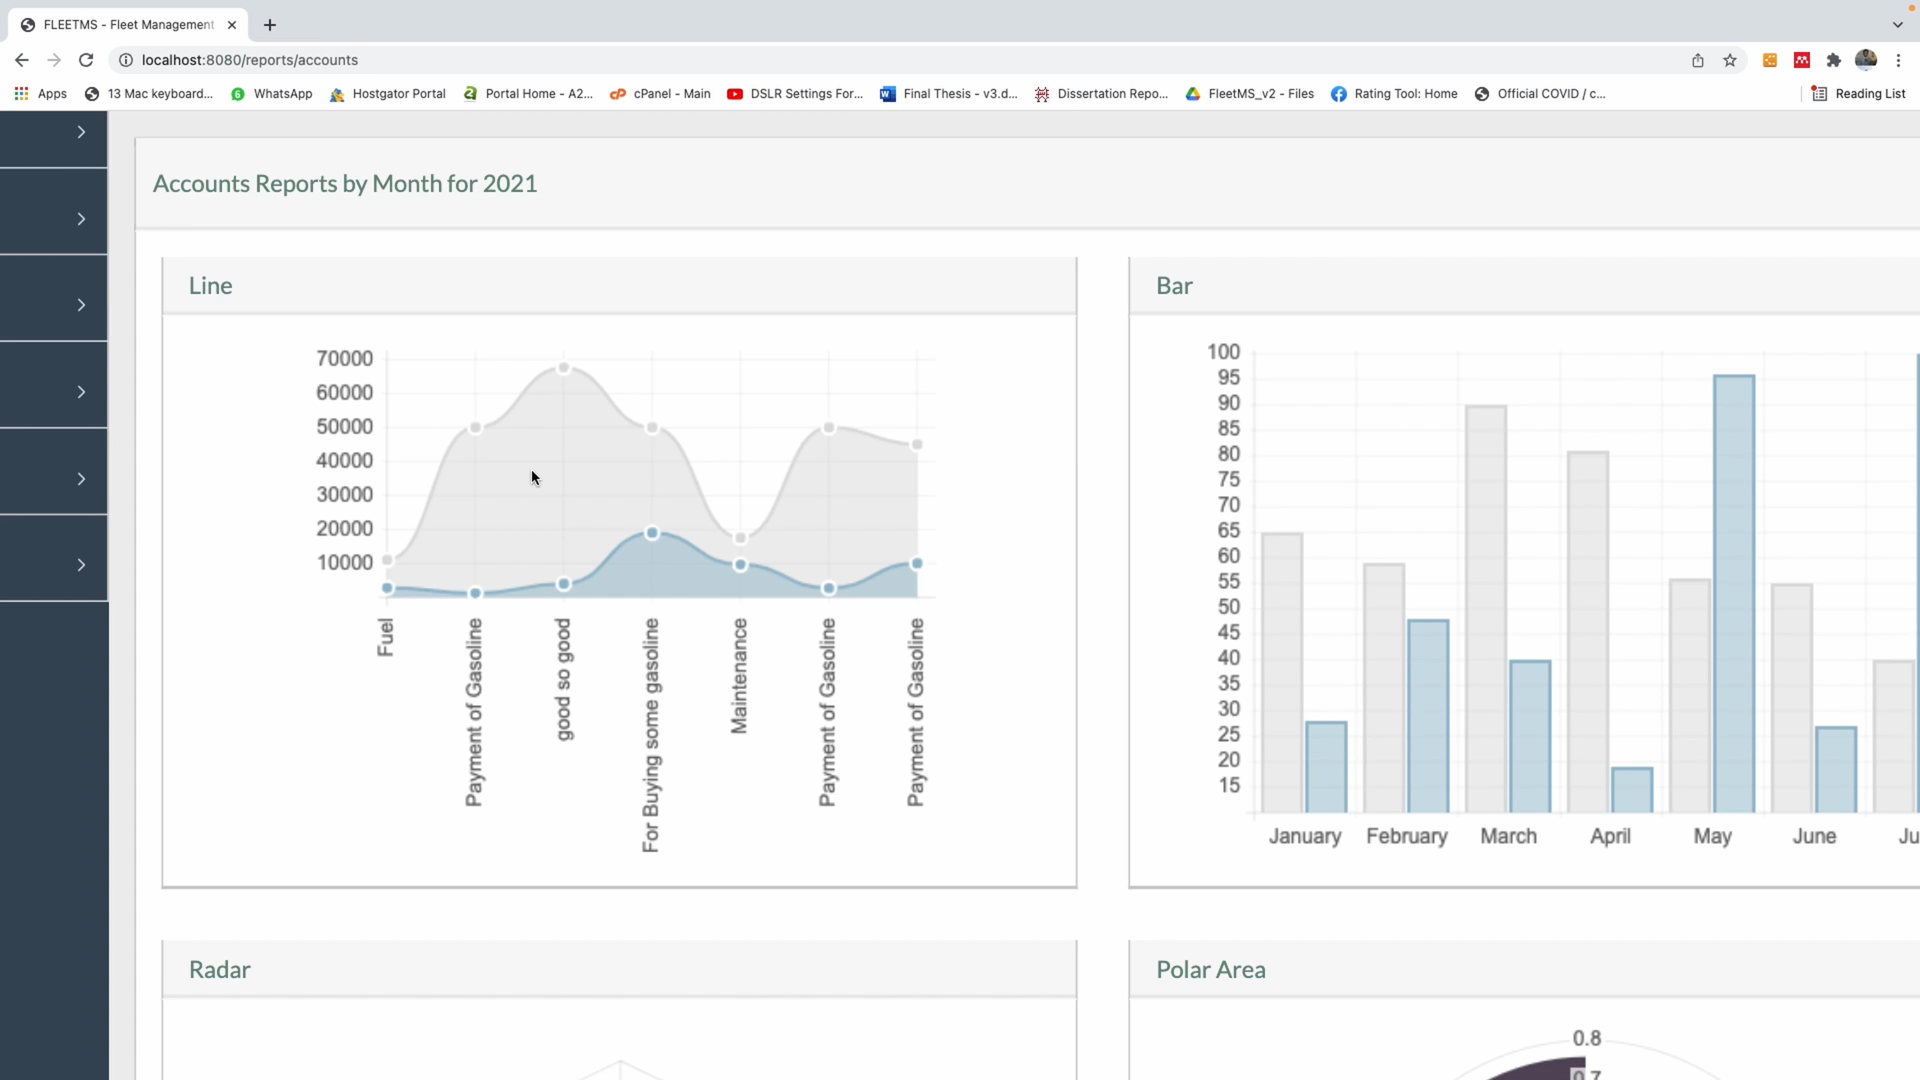 FLEETMS - Fleet Management
localhost:8080/reports/accounts
Apps 13 Mac keyboard... WhatsApp Hostgator Portal Portal Home - A2... cPanel - Main DSLR Settings For... Final Thesis - v3.d... Dissertation Repo... FleetMS_v2 - Files Rating Tool: Home Official COVID / c... Reading List
Accounts Reports by Month for 2021
Line
70000
60000
50000
40000
30000
20000
10000
Fuel
Payment of Gasoline
good so good
For Buying some gasoline
Maintenance
Payment of Gasoline
Payment of Gasoline
Bar
100
95
90
85
80
75
70
65
60
55
50
45
40
35
30
25
20
15
January February March April May June Ju
Radar
Polar Area
0.8
0.7